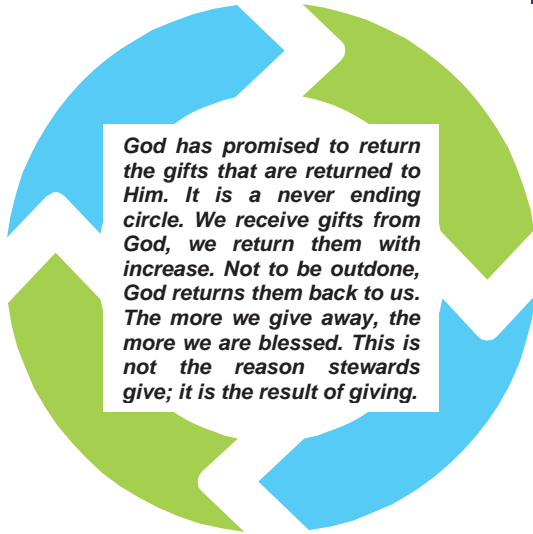 God has promised to return
the gifts that are returned to
Him. It is a never ending
circle. We receive gifts from
God, we return them with
increase. Not to be outdone,
God returns them back to us.
The more we give away, the
more we are blessed. This is
not the reason stewards
give; it is the result of giving.